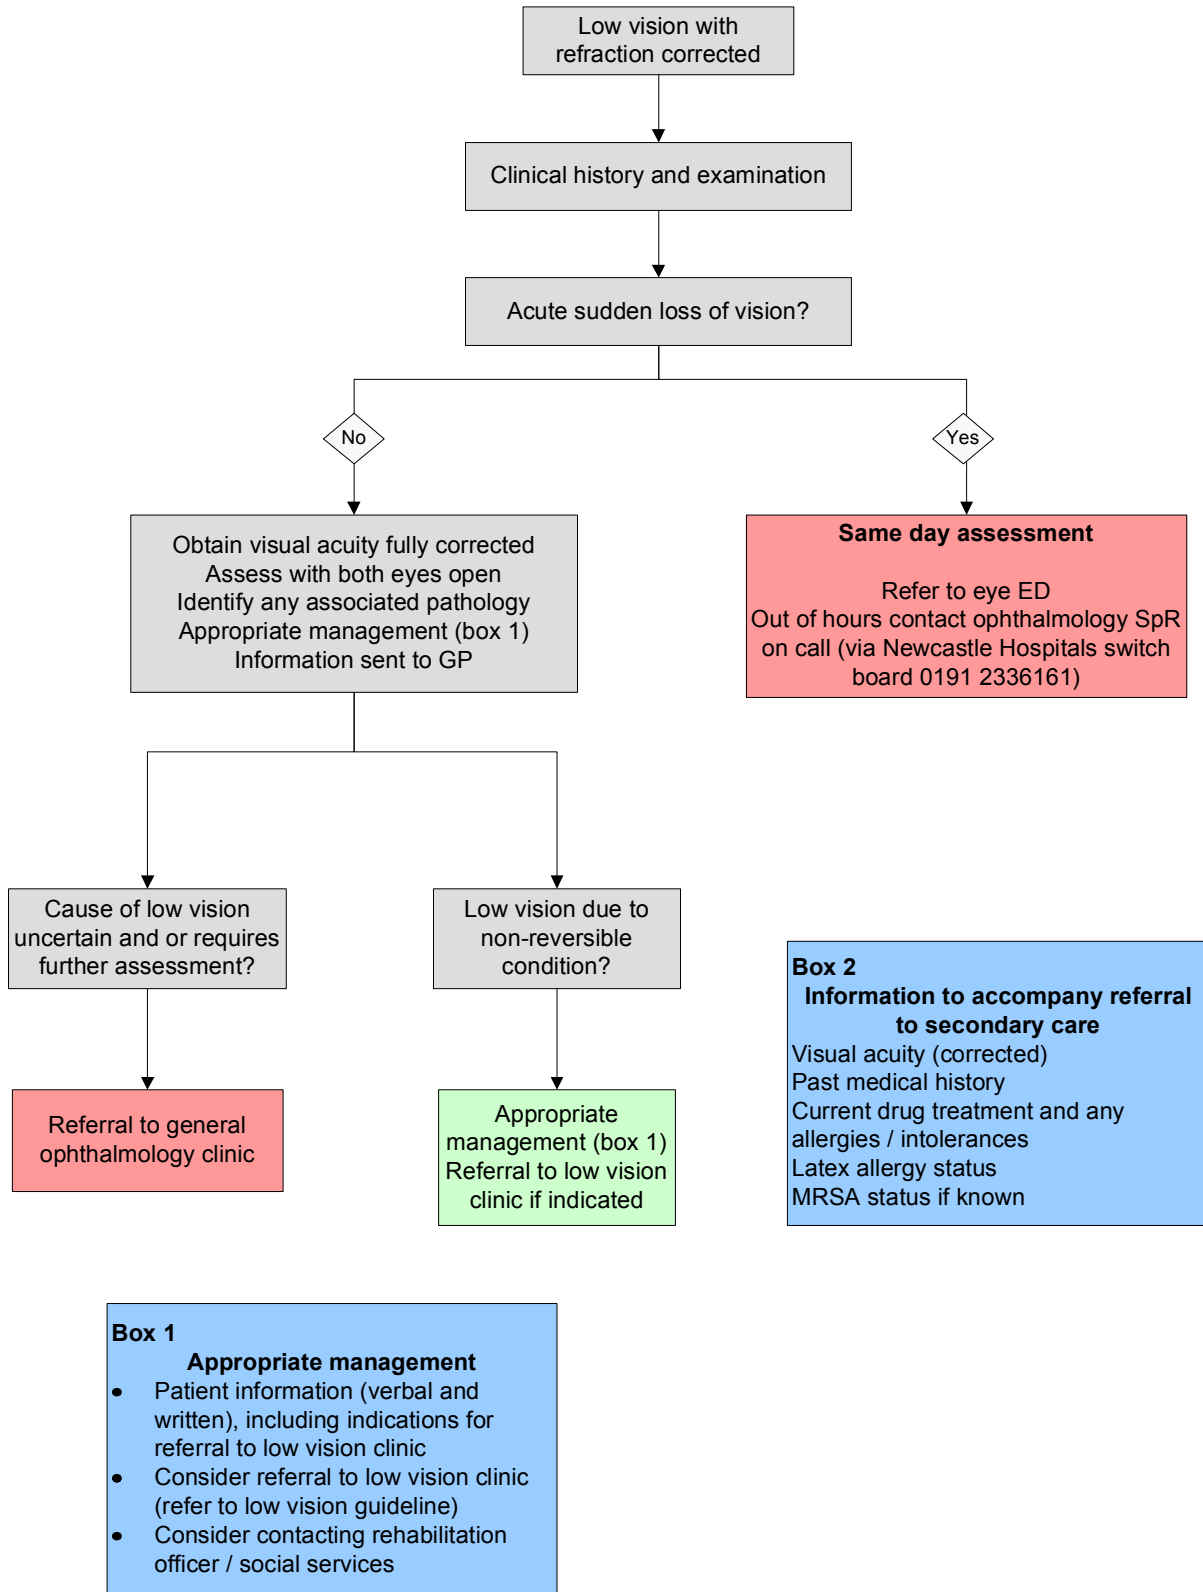 Low vision with
refraction corrected
Clinical history and examination
Acute sudden loss of vision?
No
Yes
Obtain visual acuity fully corrected
Assess with both eyes open
Identify any associated pathology
Appropriate management (box 1)
Information sent to GP
Same day assessment
Refer to eye ED
Out of hours contact ophthalmology SpR
on call (via Newcastle Hospitals switch
board 0191 2336161)
Cause of low vision
uncertain and or requires
further assessment?
Low vision due to
non-reversible
condition?
Referral to general
ophthalmology clinic
Appropriate
management (box 1)
Referral to low vision
clinic if indicated
Box 2
Information to accompany referral
to secondary care
Visual acuity (corrected)
Past medical history
Current drug treatment and any
allergies / intolerances
Latex allergy status
MRSA status if known
Box 1
Appropriate management
• Patient information (verbal and
written), including indications for
referral to low vision clinic
• Consider referral to low vision clinic
(refer to low vision guideline)
• Consider contacting rehabilitation
officer / social services